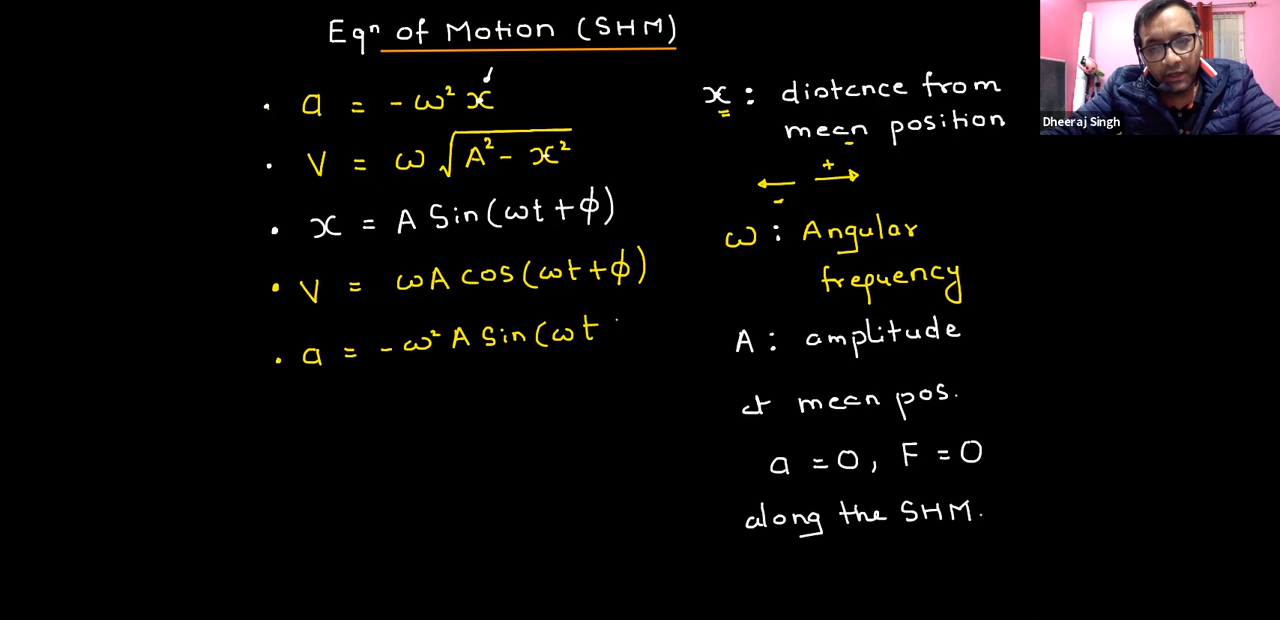 Eqⁿ of Motion (SHM)
• a = -ω² x
• V = ω √(A² - x²)
• x = A Sin(ωt + ϕ)
• V = ωA cos(ωt + ϕ)
• a = -ω² A Sin(ωt
x : distance from
mean position
+
-
ω : Angular
frequency
A : amplitude
at mean pos.
a = 0, F = 0
along the SHM.
Dheeraj Singh